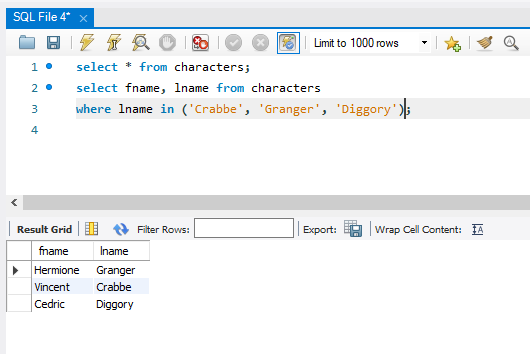 SQL File 4*
Limit to 1000 rows
1 select * from characters;
2 select fname, lname from characters
3 where lname in ('Crabbe', 'Granger', 'Diggory');
4
Result Grid Filter Rows: Export: Wrap Cell Content:
fname lname
Hermione Granger
Vincent Crabbe
Cedric Diggory